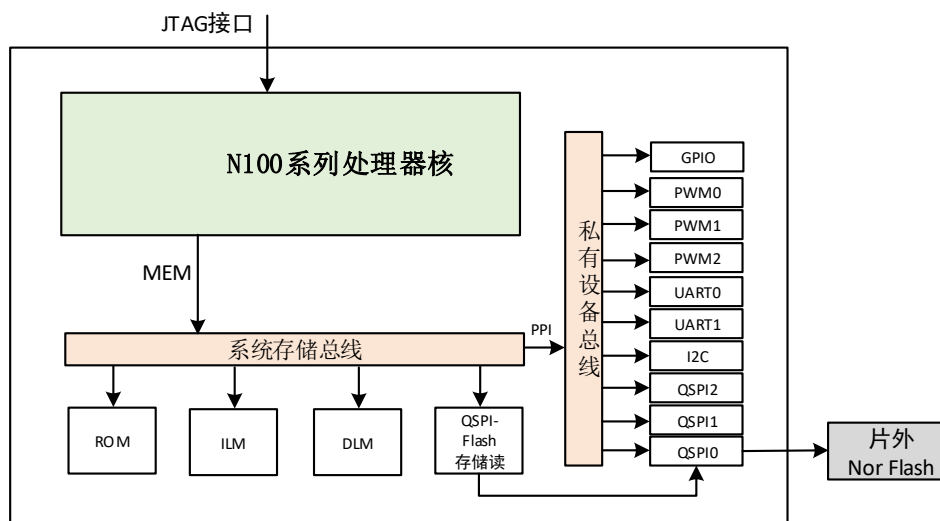 JTAG接口
N100系列处理器核
MEM
系统存储总线
PPI
ROM
ILM
DLM
QSPI-
Flash
存储读
私有设备总线
GPIO
PWM0
PWM1
PWM2
UART0
UART1
I2C
QSPI2
QSPI1
QSPI0
片外
Nor Flash